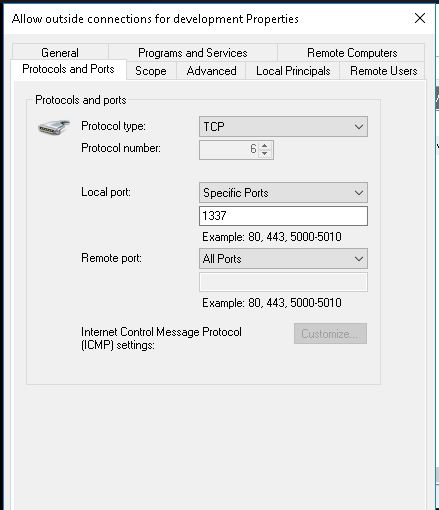 Allow outside connections for development Properties
General Programs and Services Remote Computers
Protocols and Ports Scope Advanced Local Principals Remote Users
Protocols and ports
Protocol type: TCP
Protocol number: 6
Local port: Specific Ports
1337
Example: 80, 443, 5000-5010
Remote port: All Ports
Example: 80, 443, 5000-5010
Internet Control Message Protocol
(ICMP) settings: Customize...